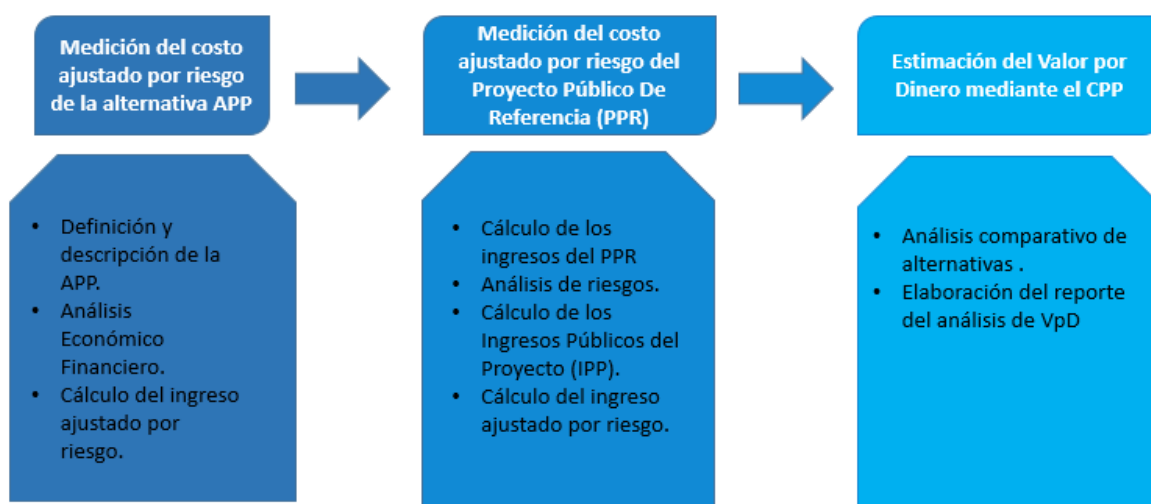 Medición del costo
ajustado por riesgo
de la alternativa APP
Medición del costo
ajustado por riesgo del
Proyecto Público De
Referencia (PPR)
Estimación del Valor por
Dinero mediante el CPP
• Definición y
descripción de la
APP.
• Análisis
Económico
Financiero.
• Cálculo del ingreso
ajustado por
riesgo.
• Cálculo de los
ingresos del PPR
• Análisis de riesgos.
• Cálculo de los
Ingresos Públicos del
Proyecto (IPP).
• Cálculo del ingreso
ajustado por riesgo.
• Análisis comparativo de
alternativas .
• Elaboración del reporte
del análisis de VpD